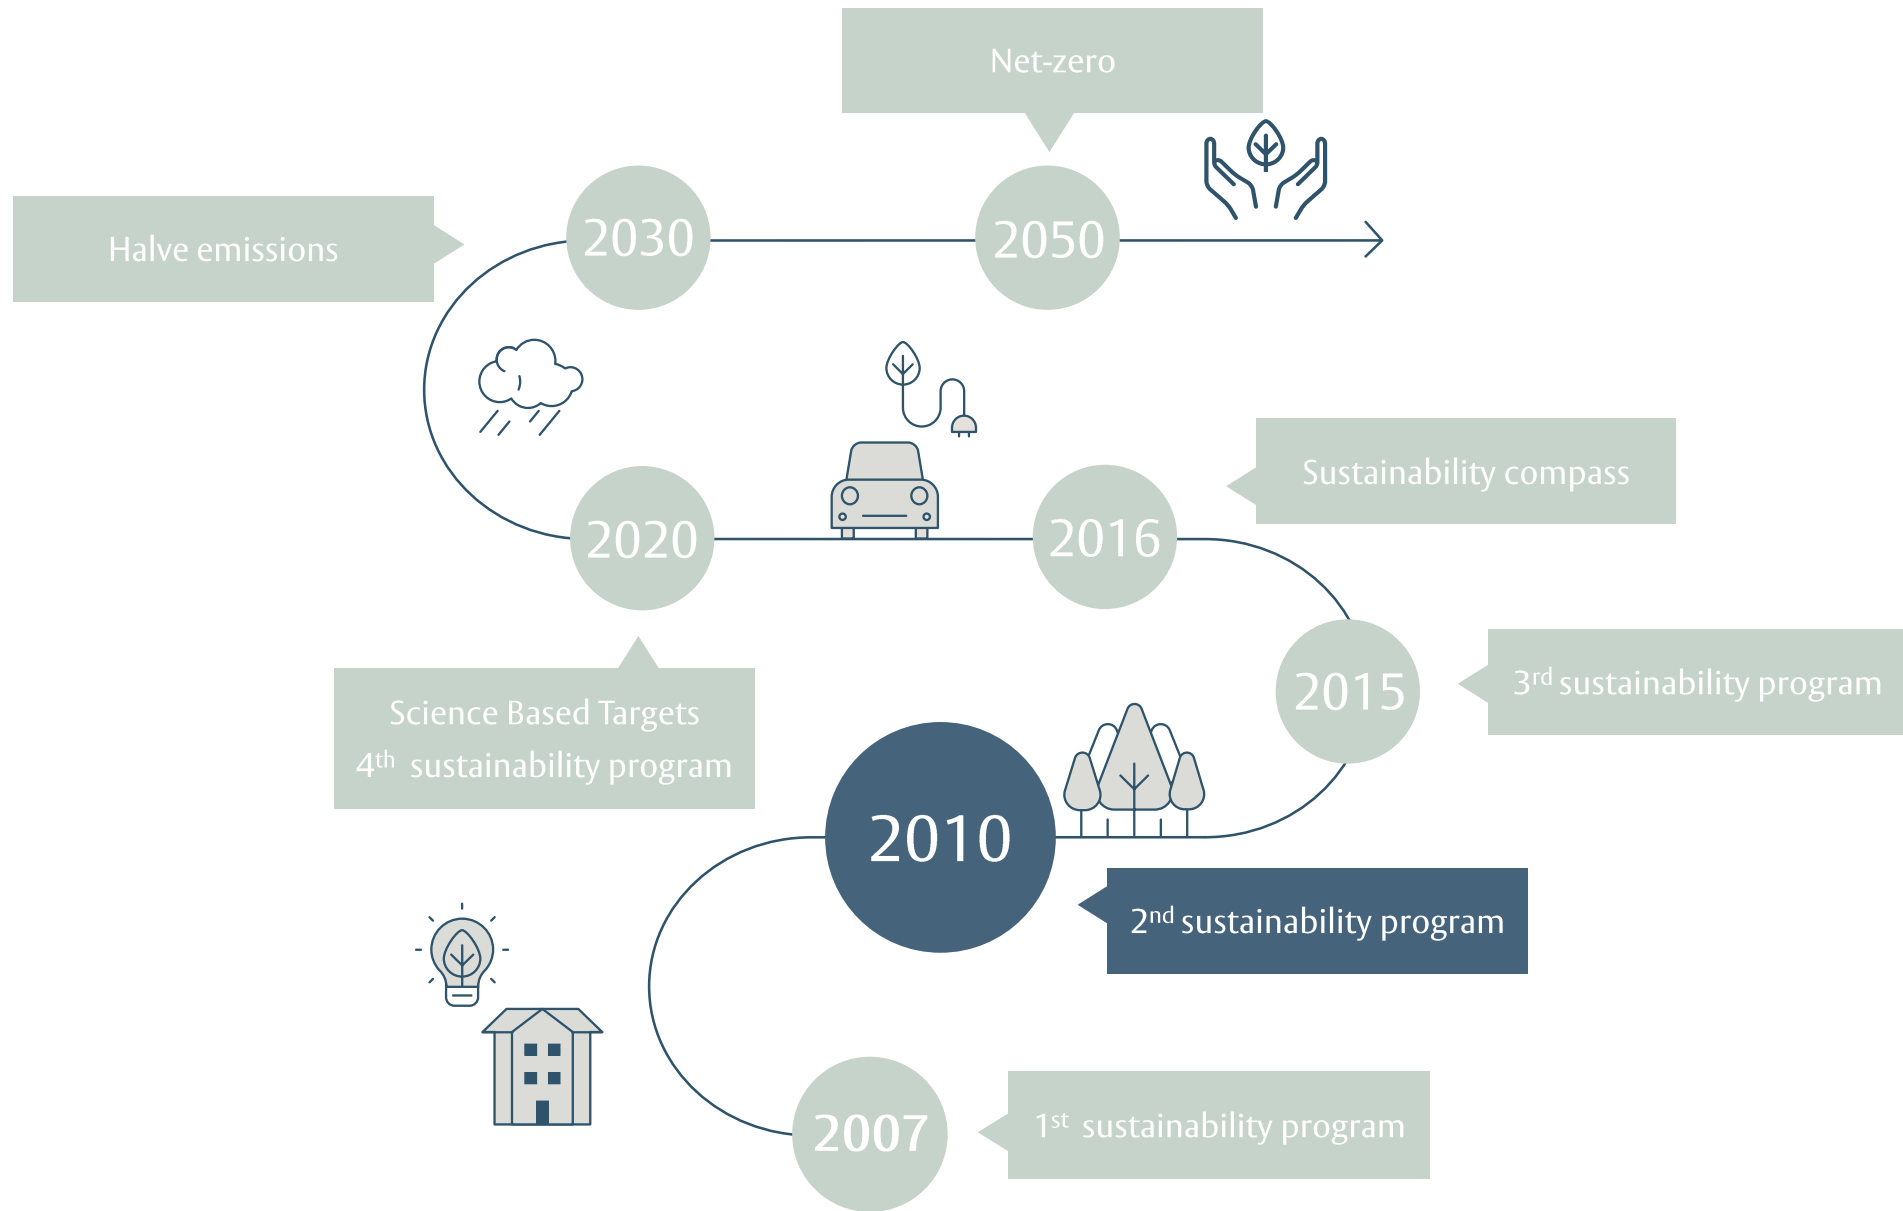 Net-zero
2030
2050
Halve emissions
Sustainability compass
2020
2016
2015
3rd sustainability program
Science Based Targets
4th sustainability program
2010
2nd sustainability program
2007
1st sustainability program